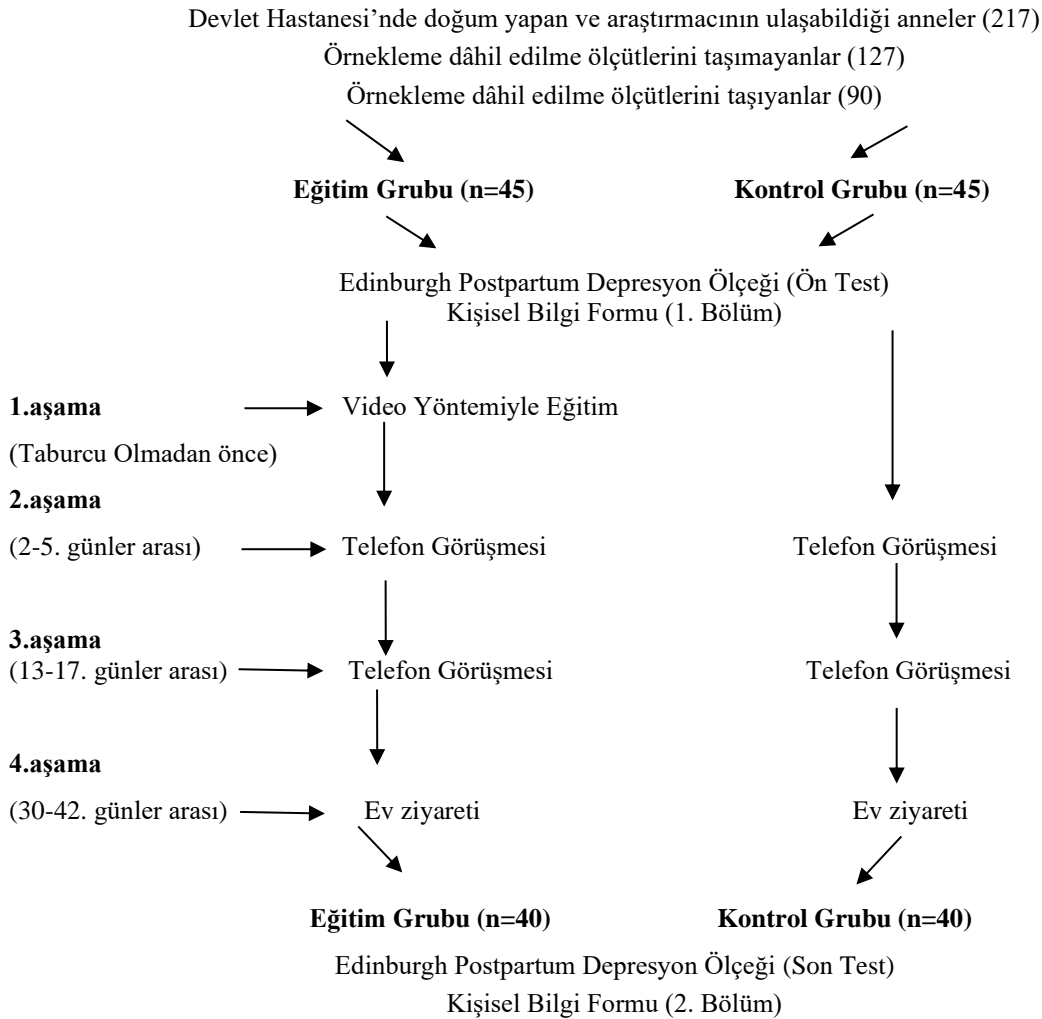 Devlet Hastanesi’nde doğum yapan ve araştırmacının ulaşabildiği anneler (217)
Örnekleme dâhil edilme ölçütlerini taşımayanlar (127)
Örnekleme dâhil edilme ölçütlerini taşıyanlar (90)
Eğitim Grubu (n=45) Kontrol Grubu (n=45)
Edinburgh Postpartum Depresyon Ölçeği (Ön Test)
Kişisel Bilgi Formu (1. Bölüm)
1.aşama Video Yöntemiyle Eğitim
(Taburcu Olmadan önce)
2.aşama
(2-5. günler arası) Telefon Görüşmesi Telefon Görüşmesi
3.aşama
(13-17. günler arası) Telefon Görüşmesi Telefon Görüşmesi
4.aşama
(30-42. günler arası) Ev ziyareti Ev ziyareti
Eğitim Grubu (n=40) Kontrol Grubu (n=40)
Edinburgh Postpartum Depresyon Ölçeği (Son Test)
Kişisel Bilgi Formu (2. Bölüm)